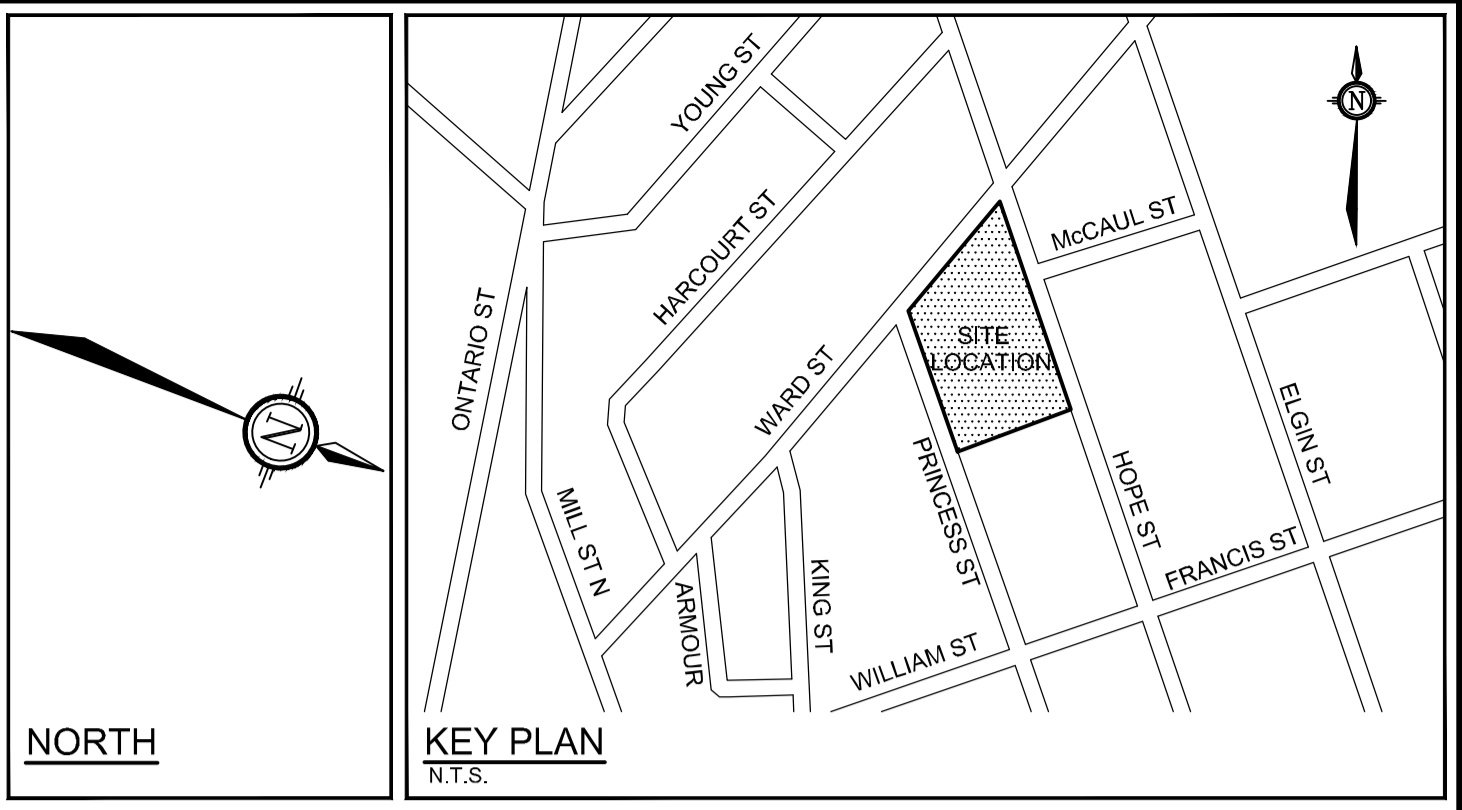 N
NORTH
YOUNG ST
N
HARCOURT ST
McCAUL ST
ONTARIO ST
SITE
LOCATION
WARD ST
ELGIN ST
PRINCESS ST
HOPE ST
MILL ST N
FRANCIS ST
KING ST
ARMOUR
WILLIAM ST
KEY PLAN
N.T.S.